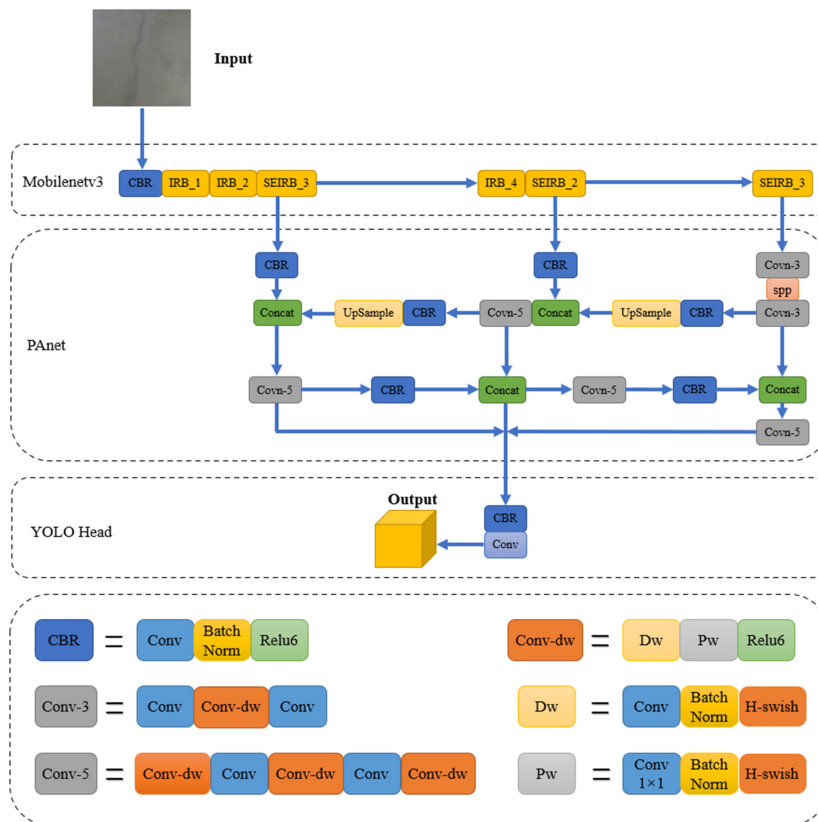 Input
Mobilenetv3
CBR IRB_1 IRB_2 SEIRB_3 IRB_4 SEIRB_2 SEIRB_3
CBR CBR Covn-3
spp
Concat UpSample CBR Covn-5 Concat UpSample CBR Covn-3
PAnet
Covn-5 CBR Concat Covn-5 CBR Concat
Covn-5
Output
YOLO Head
CBR
Conv
CBR = Conv Batch Norm Relu6
Conv-dw = Dw Pw Relu6
Conv-3 = Conv Conv-dw Conv
Dw = Conv Batch Norm H-swish
Conv-5 = Conv-dw Conv Conv-dw Conv Conv-dw
Pw = Conv 1×1 Batch Norm H-swish